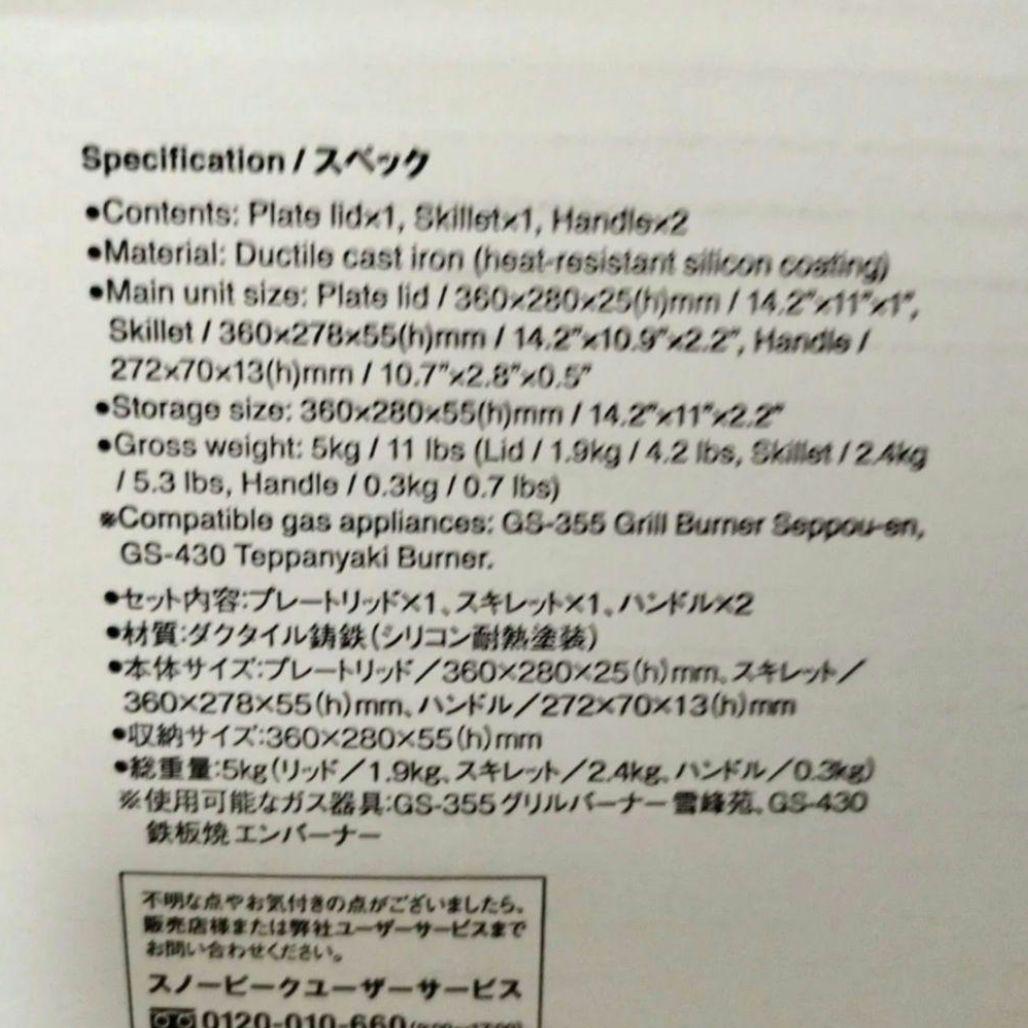 Specification / スペック
●Contents: Plate lid×1, Skillet×1, Handle×2
●Material: Ductile cast iron (heat-resistant silicon coating)
●Main unit size: Plate lid / 360×280×25(h)mm / 14.2"×11"×1",
Skillet / 360×278×55(h)mm / 14.2"×10.9"×2.2", Handle /
272×70×13(h)mm / 10.7"×2.8"×0.5"
●Storage size: 360×280×55(h)mm / 14.2"×11"×2.2"
●Gross weight: 5kg / 11 lbs (Lid / 1.9kg / 4.2 lbs, Skillet / 2.4kg
/ 5.3 lbs, Handle / 0.3kg / 0.7 lbs)
※Compatible gas appliances: GS-355 Grill Burner Seppou-en,
GS-430 Teppanyaki Burner.
●セット内容:プレートリッド×1、スキレット×1、ハンドル×2
●材質:ダクタイル鋳鉄(シリコン耐熱塗装)
●本体サイズ:プレートリッド／360×280×25(h)mm、スキレット／
360×278×55(h)mm、ハンドル／272×70×13(h)mm
●収納サイズ:360×280×55(h)mm
●総重量:5kg(リッド／1.9kg、スキレット／2.4kg、ハンドル／0.3kg)
※使用可能なガス器具:GS-355グリルバーナー雪峰苑、GS-430
鉄板焼エンバーナー
不明な点やお気付きの点がございましたら、
販売店様または弊社ユーザーサービスまで
お問い合わせください。
スノーピークユーザーサービス
0120-010-660